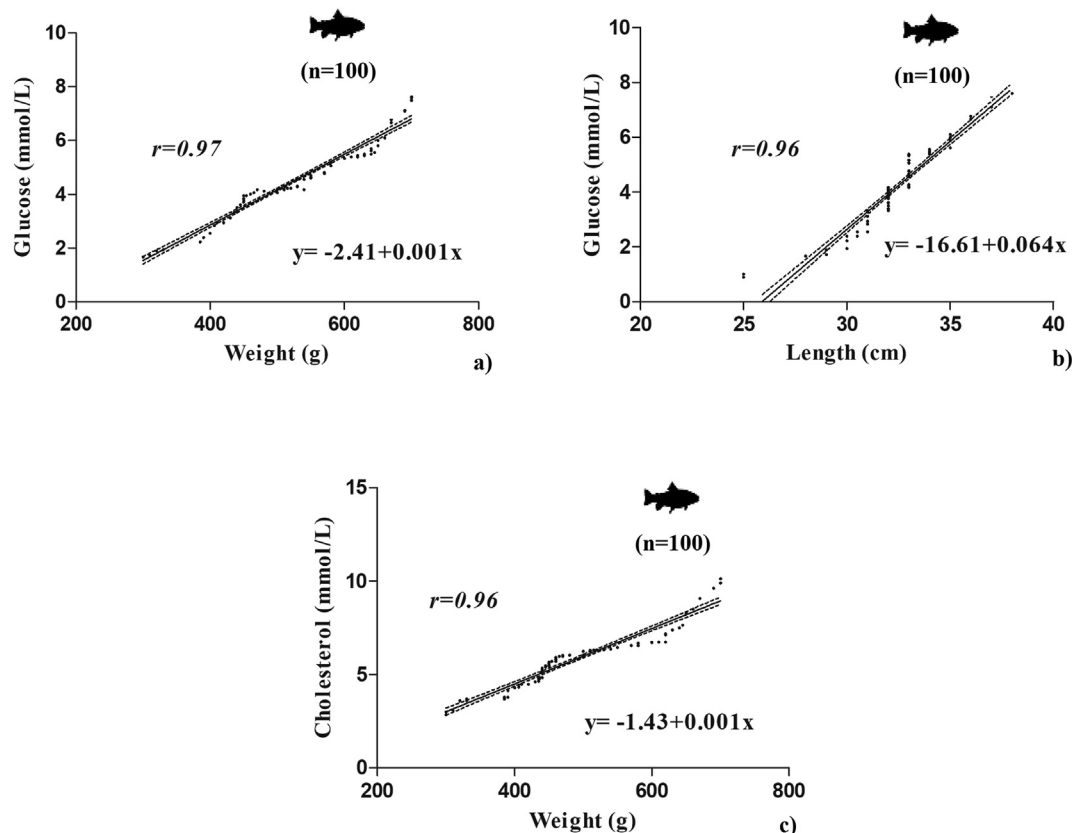 10
8
6
4
2
0
200
400
600
800
Glucose (mmol/L)
Weight (g)
(n=100)
r=0.97
y= -2.41+0.001x
a)
10
8
6
4
2
0
20
25
30
35
40
Glucose (mmol/L)
Length (cm)
(n=100)
r=0.96
y= -16.61+0.064x
b)
15
10
5
0
200
400
600
800
Cholesterol (mmol/L)
Weight (g)
(n=100)
r=0.96
y= -1.43+0.001x
c)